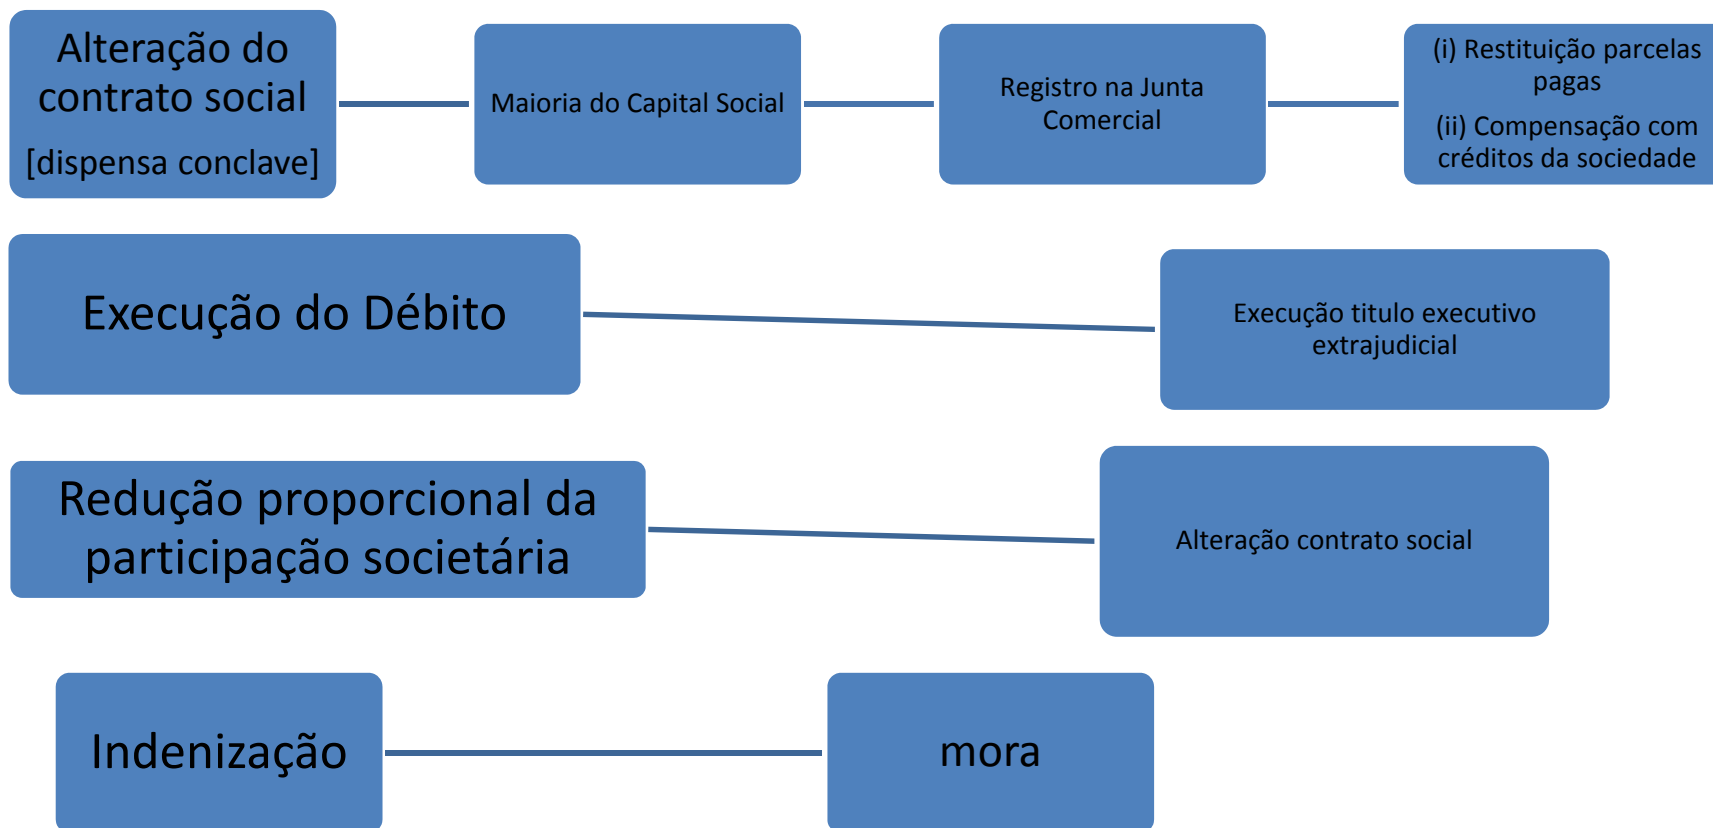 Alteração do
contrato social
[dispensa conclave]
Maioria do Capital Social
Registro na Junta
Comercial
(i) Restituição parcelas
pagas
(ii) Compensação com
créditos da sociedade
Execução do Débito
Execução titulo executivo
extrajudicial
Redução proporcional da
participação societária
Alteração contrato social
Indenização
mora